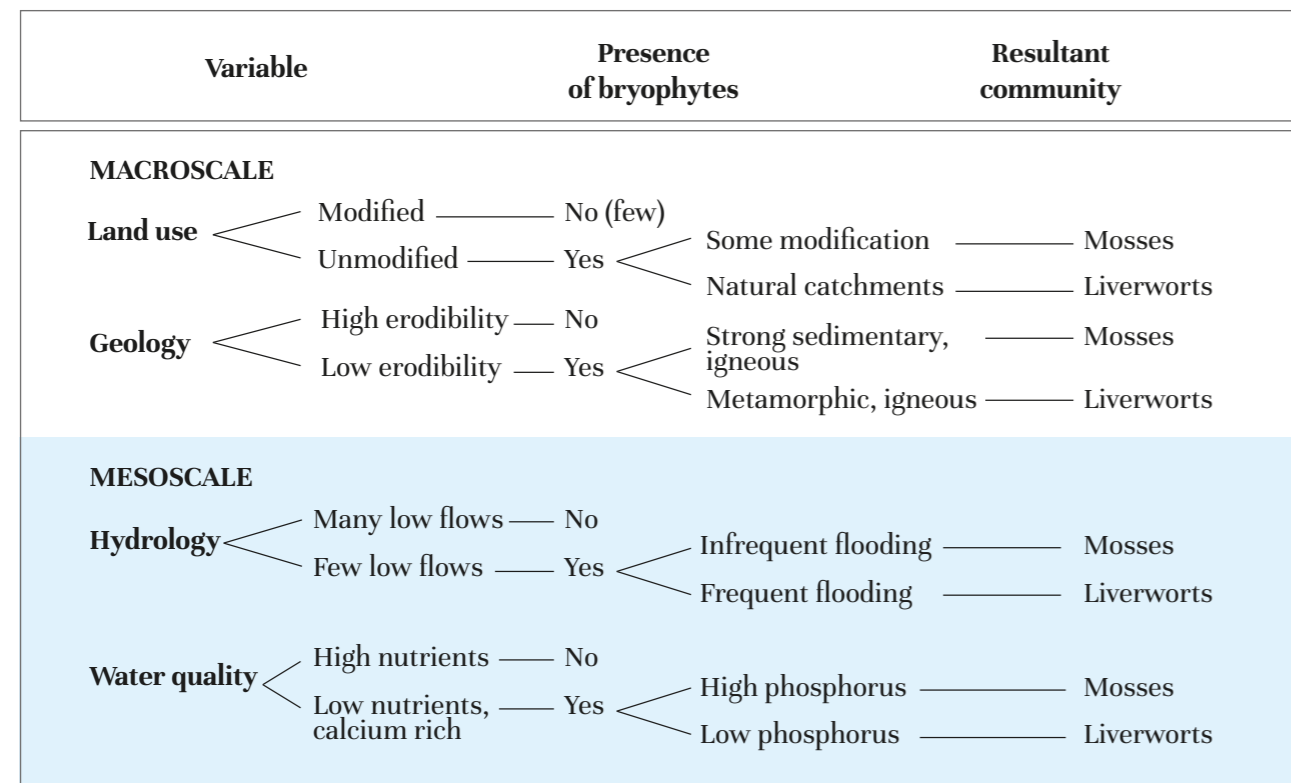 Variable
Presence
of bryophytes
Resultant
community
MACROSCALE
Land use
Modified
No (few)
Unmodified
Yes
Some modification
Mosses
Natural catchments
Liverworts
Geology
High erodibility
No
Low erodibility
Yes
Strong sedimentary,
igneous
Mosses
Metamorphic, igneous
Liverworts
MESOSCALE
Hydrology
Many low flows
No
Few low flows
Yes
Infrequent flooding
Mosses
Frequent flooding
Liverworts
Water quality
High nutrients
No
Low nutrients,
calcium rich
Yes
High phosphorus
Mosses
Low phosphorus
Liverworts